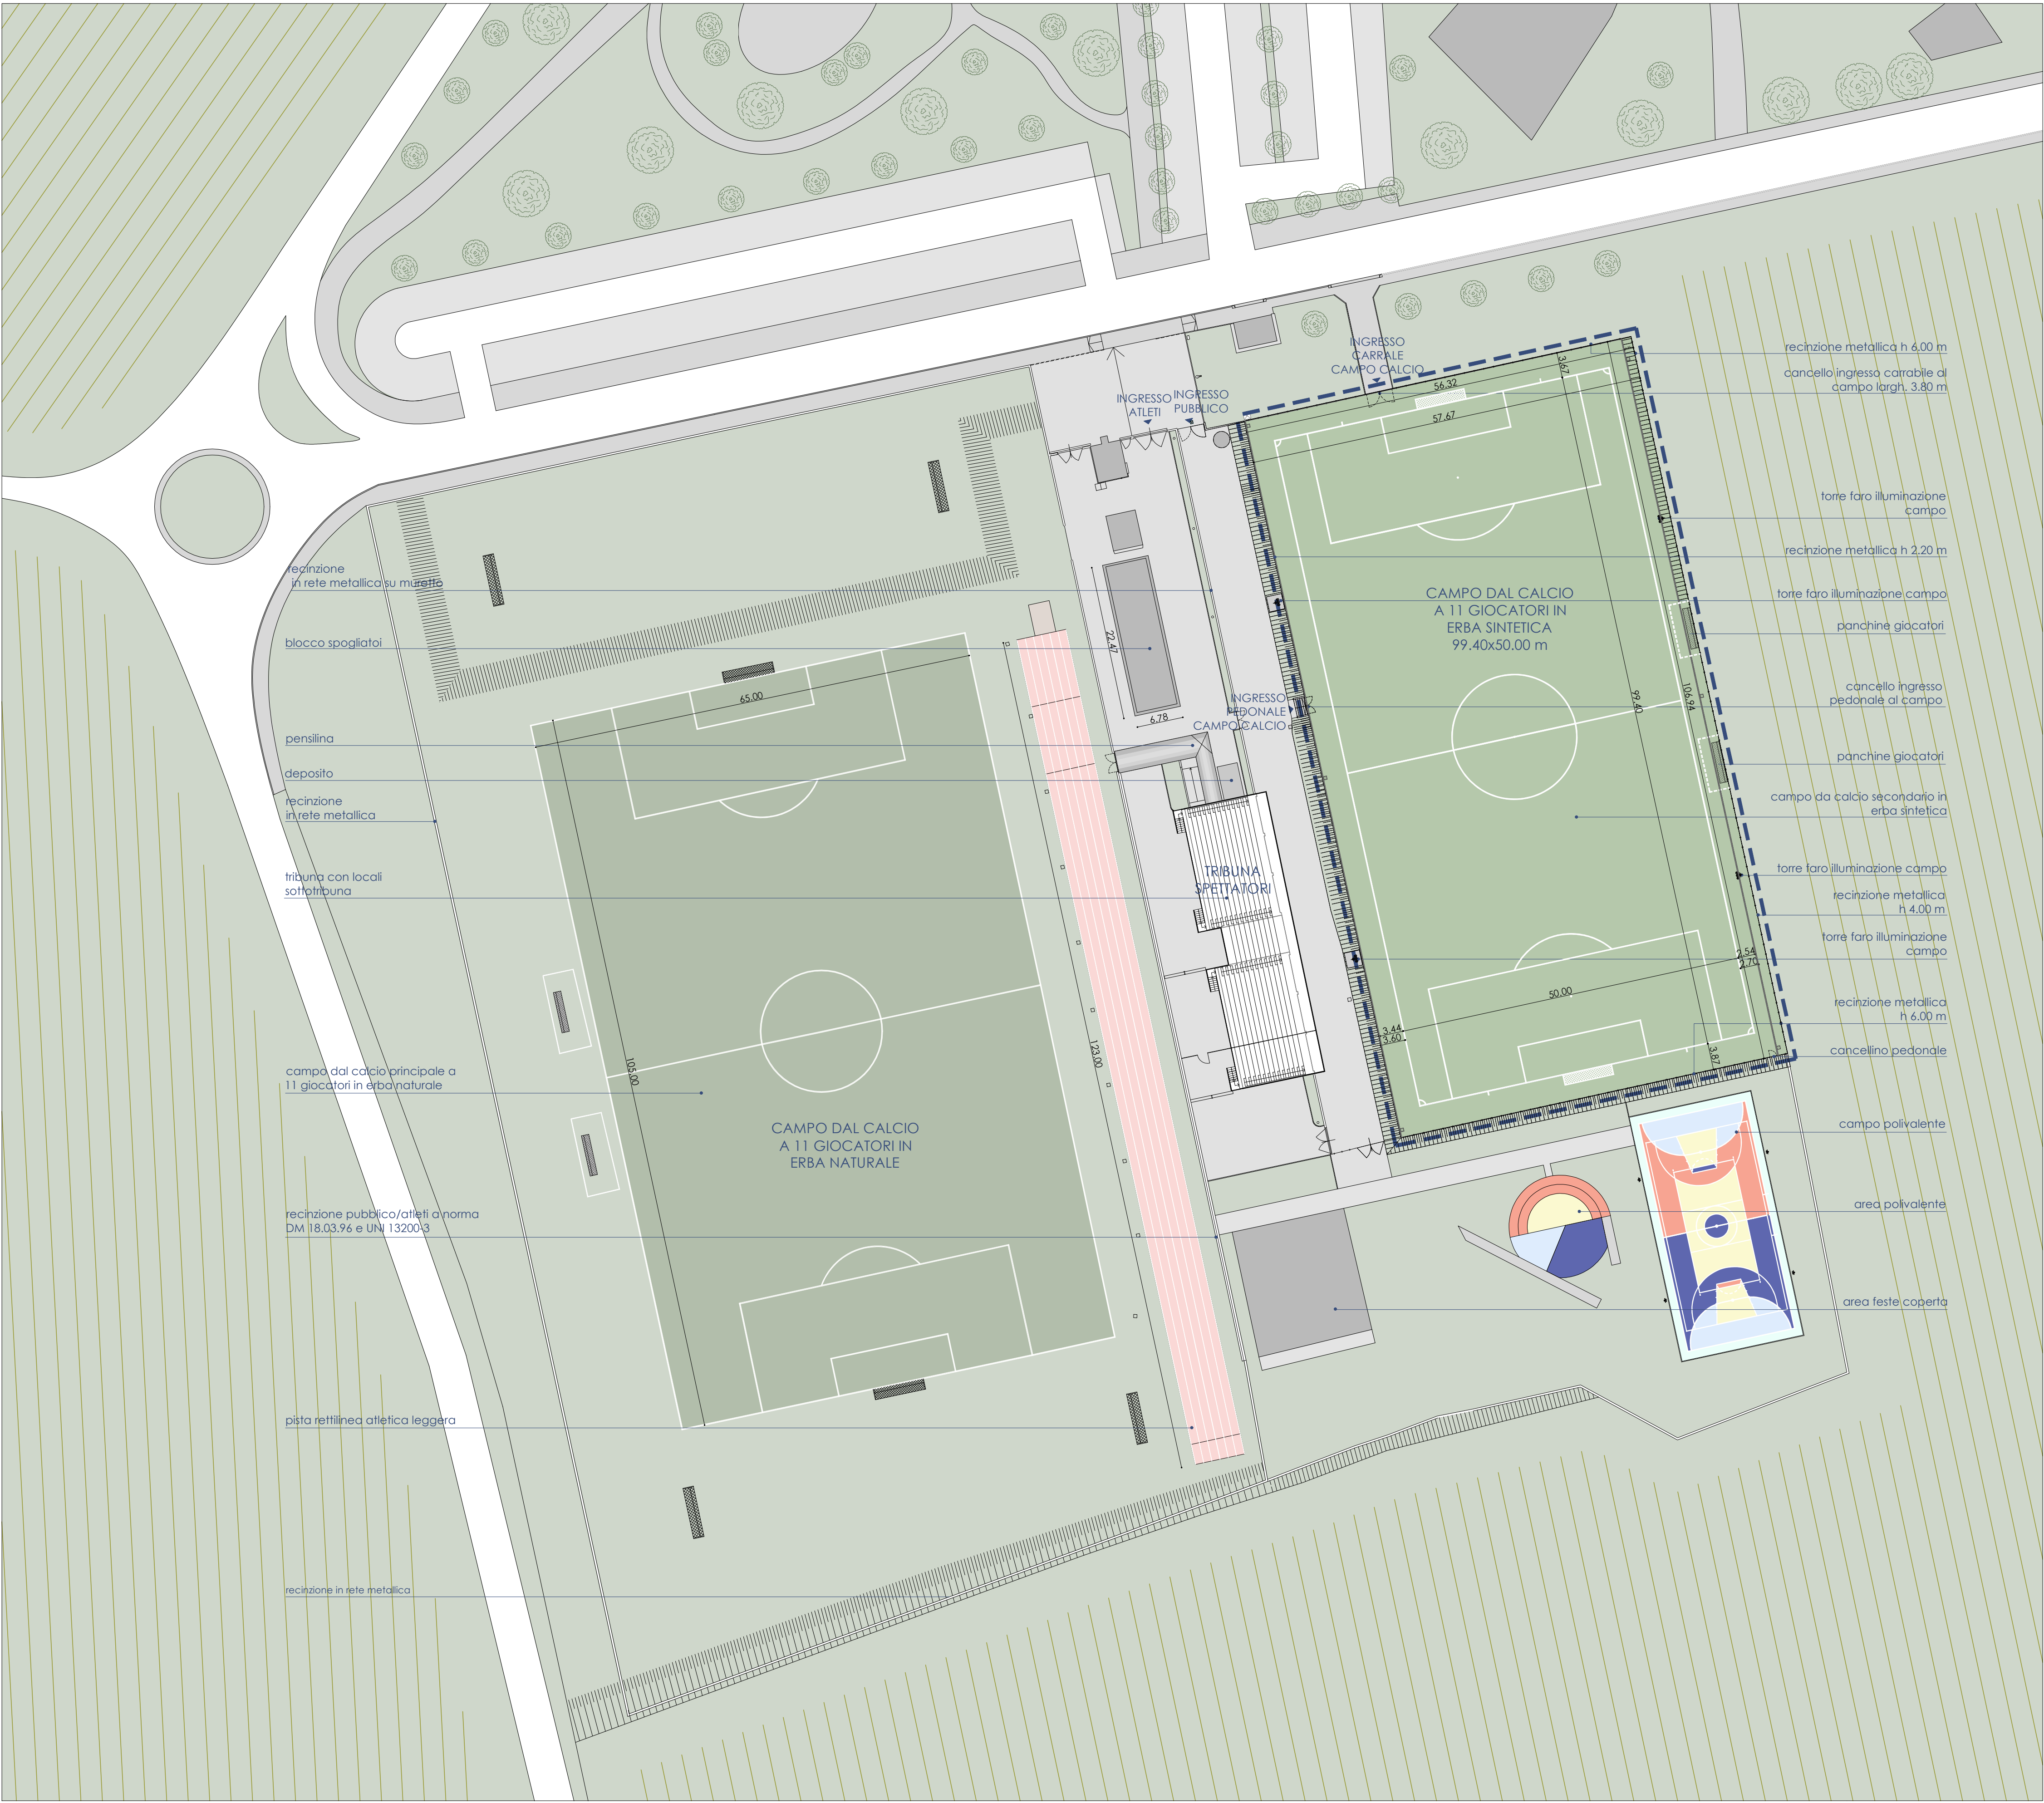 INGRESSO
CARRALE
CAMPO CALCIO
INGRESSO
ATLETI
INGRESSO
PUBBLICO
56.32
57.67
3.67
recinzione metallica h 6.00 m
cancello ingresso carrabile al
campo largh. 3.80 m
torre faro illuminazione
campo
recinzione metallica h 2.20 m
torre faro illuminazione campo
panchine giocatori
cancello ingresso
pedonale al campo
panchine giocatori
campo da calcio secondario in
erba sintetica
torre faro illuminazione campo
recinzione metallica
h 4.00 m
torre faro illuminazione
campo
recinzione metallica
h 6.00 m
cancellino pedonale
campo polivalente
area polivalente
area feste coperta
CAMPO DAL CALCIO
A 11 GIOCATORI IN
ERBA SINTETICA
99.40x50.00 m
99.40
106.94
2.54
2.70
50.00
3.44
3.60
3.87
INGRESSO
PEDONALE
CAMPO CALCIO
22.47
6.78
TRIBUNA
SPETTATORI
recinzione
in rete metallica su muretto
blocco spogliatoi
pensilina
deposito
recinzione
in rete metallica
tribuna con locali
sottotribuna
campo dal calcio principale a
11 giocatori in erba naturale
recinzione pubblico/atleti a norma
DM 18.03.96 e UNI 13200-3
pista rettilinea atletica leggera
recinzione in rete metallica
65.00
105.00
123.00
CAMPO DAL CALCIO
A 11 GIOCATORI IN
ERBA NATURALE